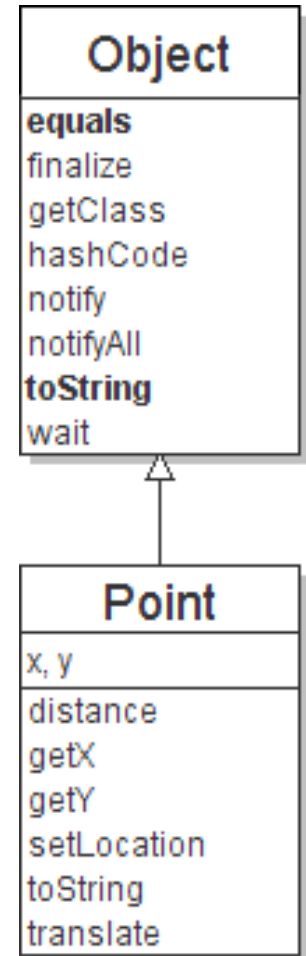 Object
equals
finalize
getClass
hashCode
notify
notifyAll
toString
wait
Point
x, y
distance
getX
getY
setLocation
toString
translate